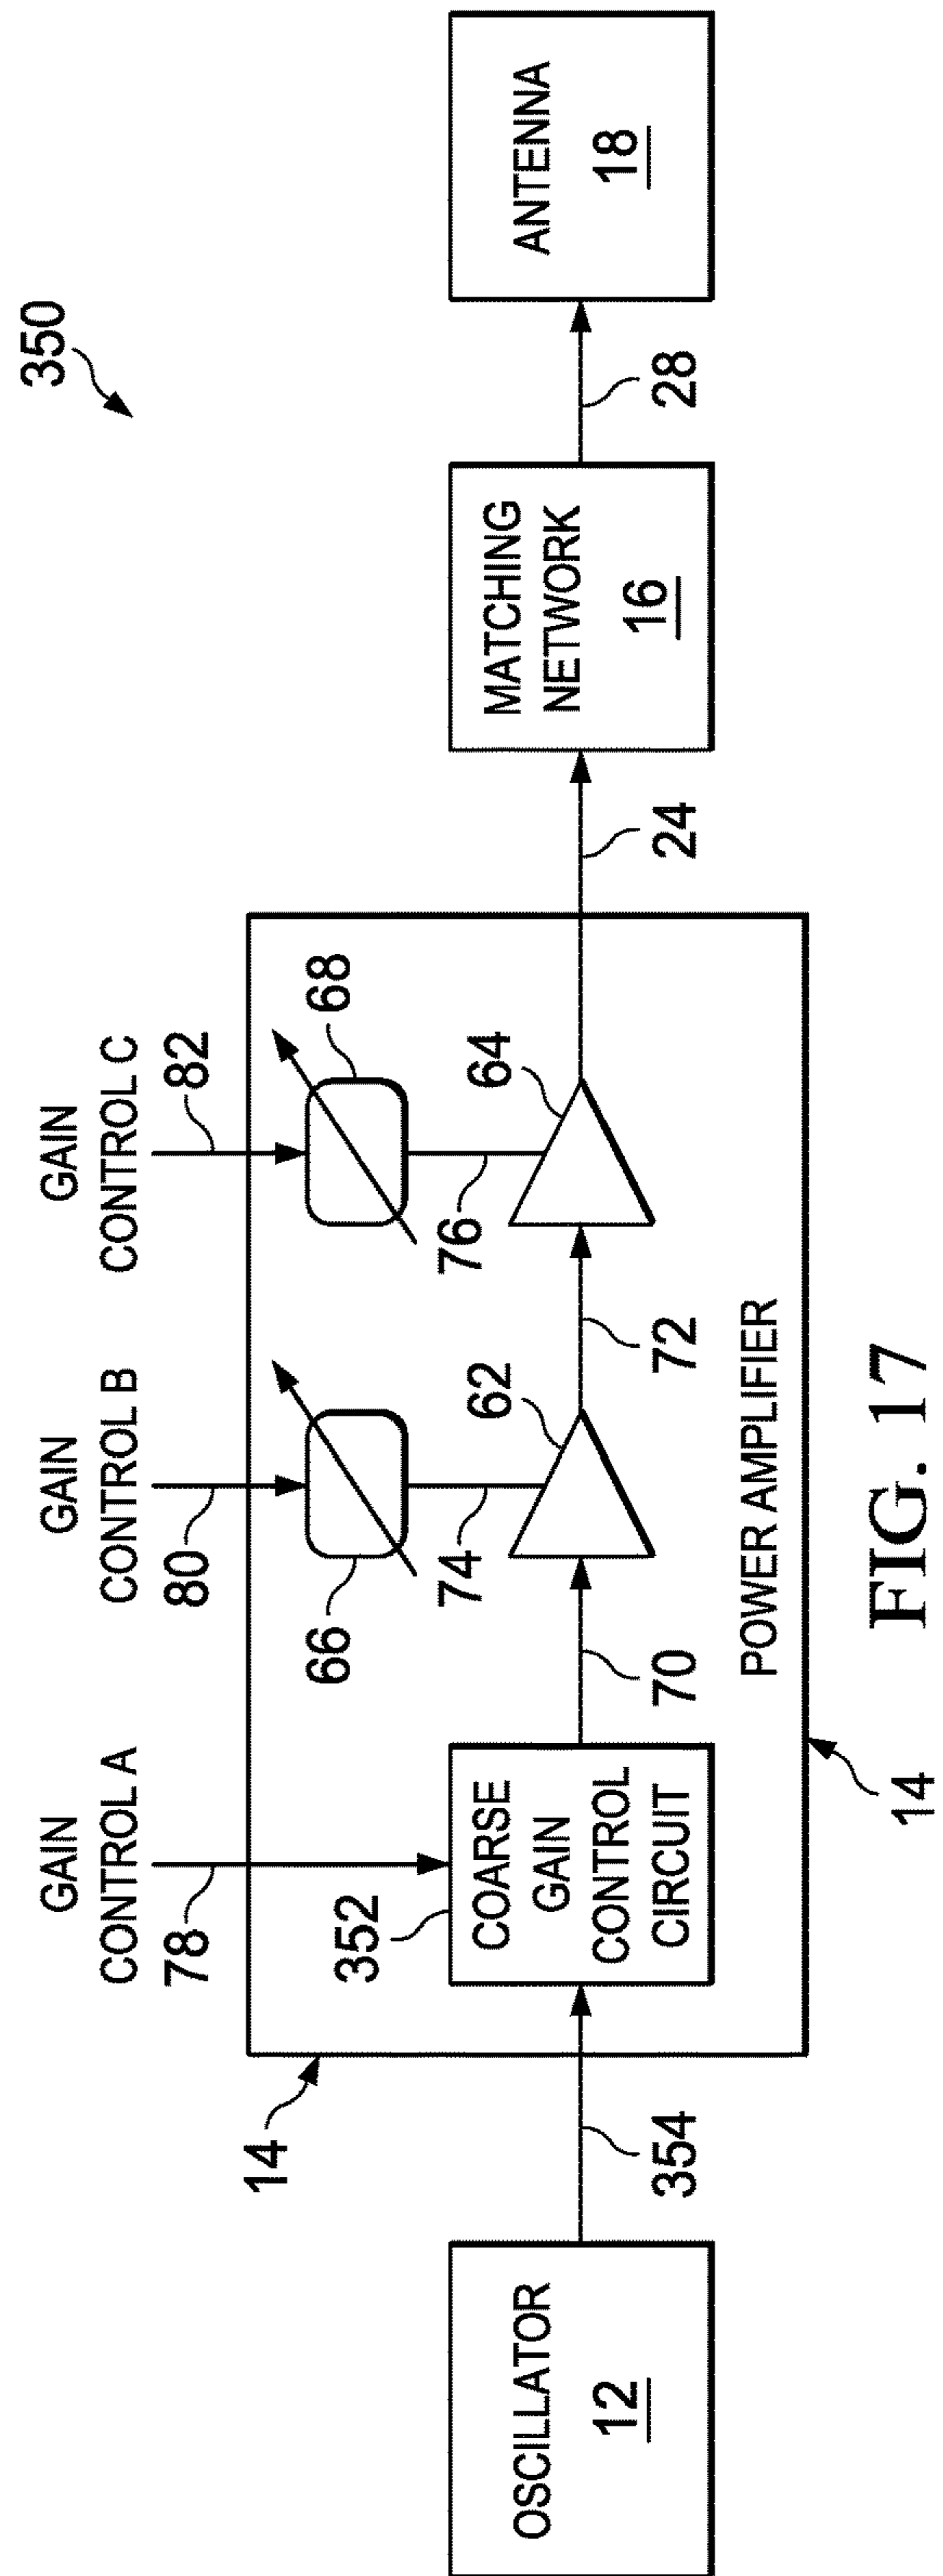 350
GAIN
CONTROL A
78
GAIN
CONTROL B
80
GAIN
CONTROL C
82
14
352
66
68
74
76
62
64
OSCILLATOR
12
354
COARSE
GAIN
CONTROL
CIRCUIT
70
72
24
MATCHING
NETWORK
16
28
ANTENNA
18
POWER AMPLIFIER
14
FIG. 17